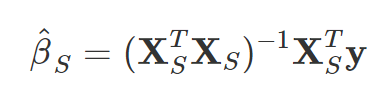 β̂_S = (X_S^T X_S)^{-1} X_S^T y